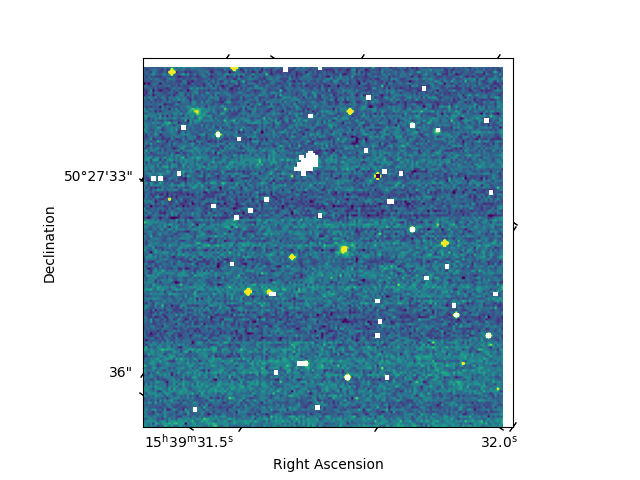 Declination
50°27'33"
36"
15ʰ39ᵐ31.5ˢ
32.0ˢ
Right Ascension